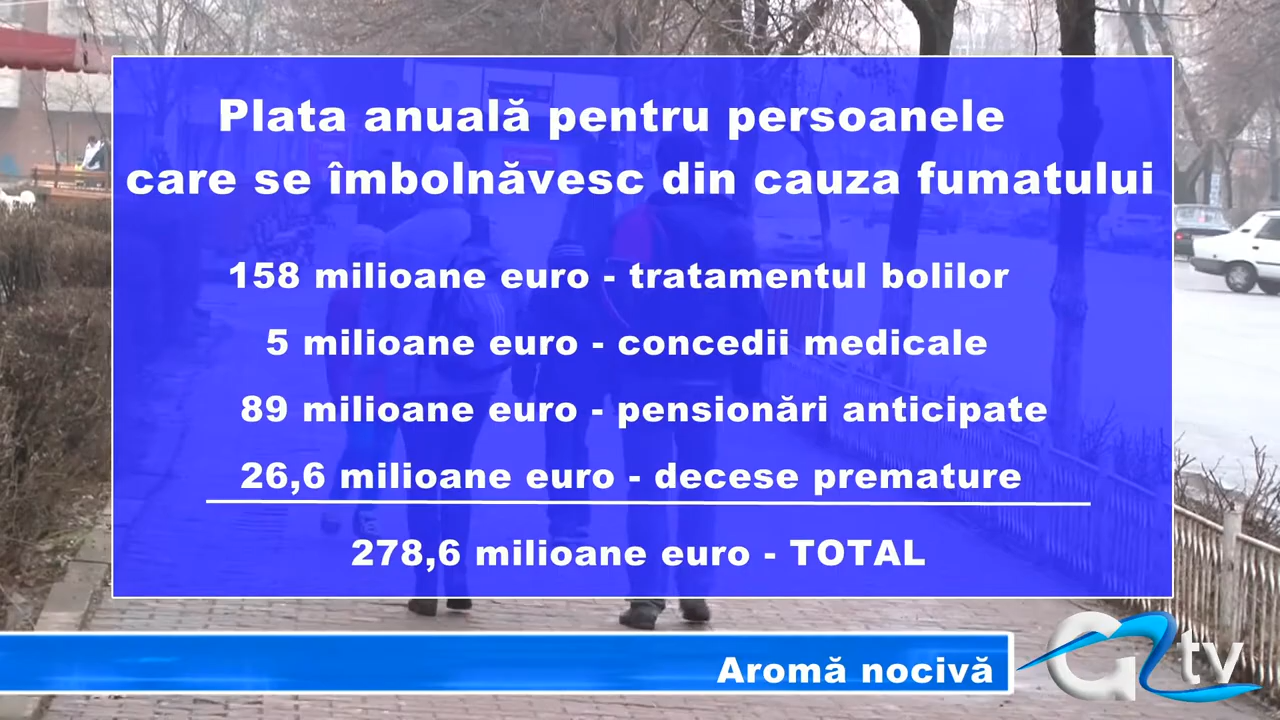 Plata anuală pentru persoanele
care se îmbolnăvesc din cauza fumatului
158 milioane euro - tratamentul bolilor
5 milioane euro - concedii medicale
89 milioane euro - pensionări anticipate
26,6 milioane euro - decese premature
278,6 milioane euro - TOTAL
Aromă nocivă
G2 tv